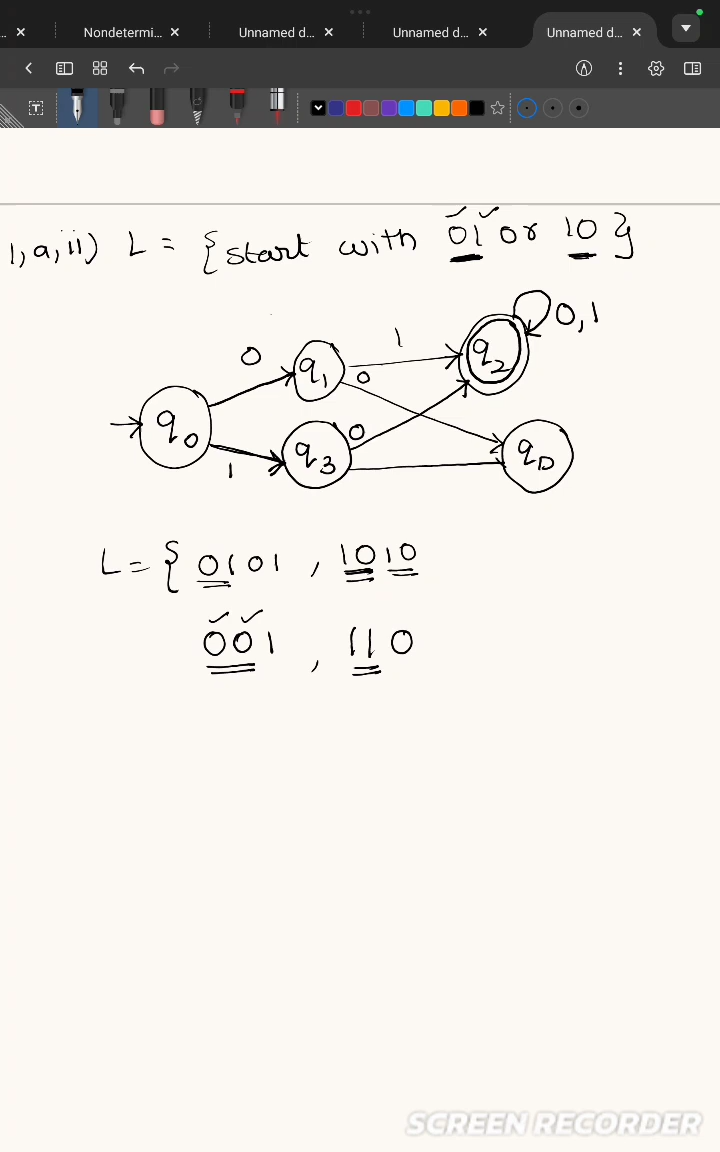 Nondetermi... Unnamed d... Unnamed d... Unnamed d...
T
1,a,ii) L = {start with 01 or 10}
0 1 0,1
q0 q1 q2
0
1 q3 0 qD
L = { 0101 , 1010
001 , 110
SCREEN RECORDER